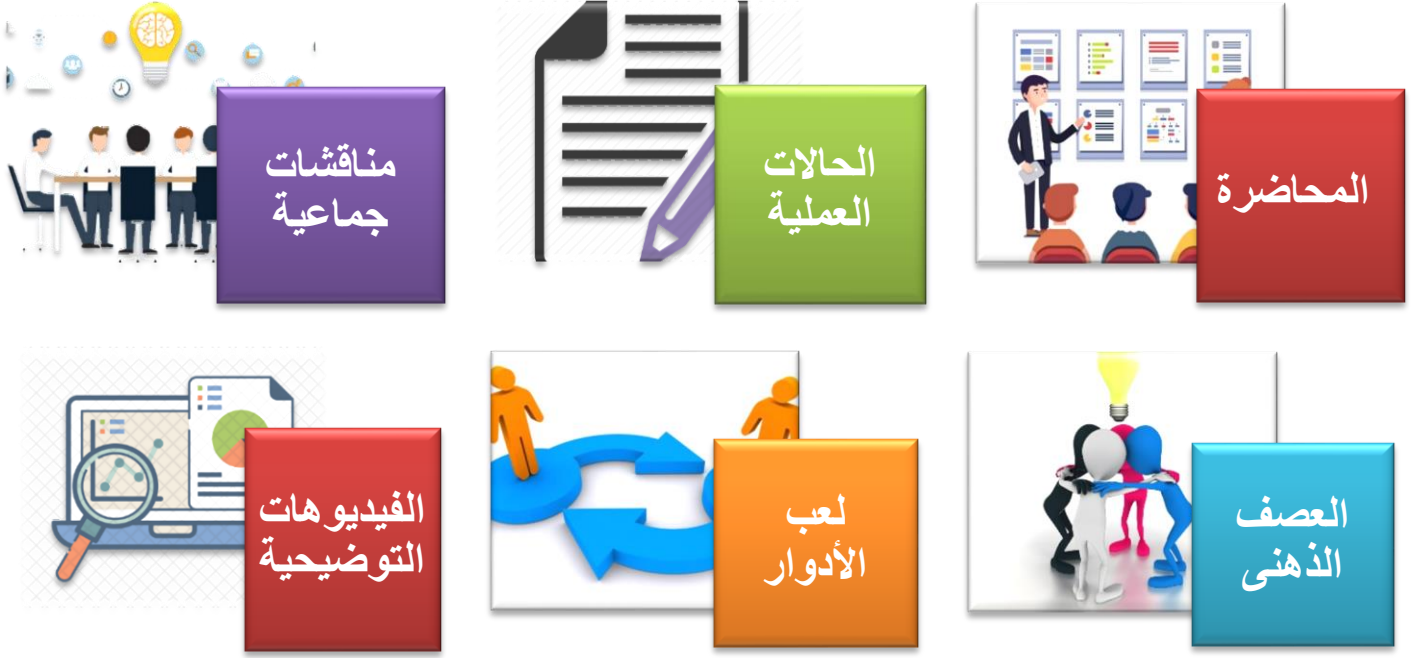 المحاضرة
الحالات
العملية
مناقشات
جماعية
العصف
الذهنى
لعب
الأدوار
الفيديوهات
التوضيحية